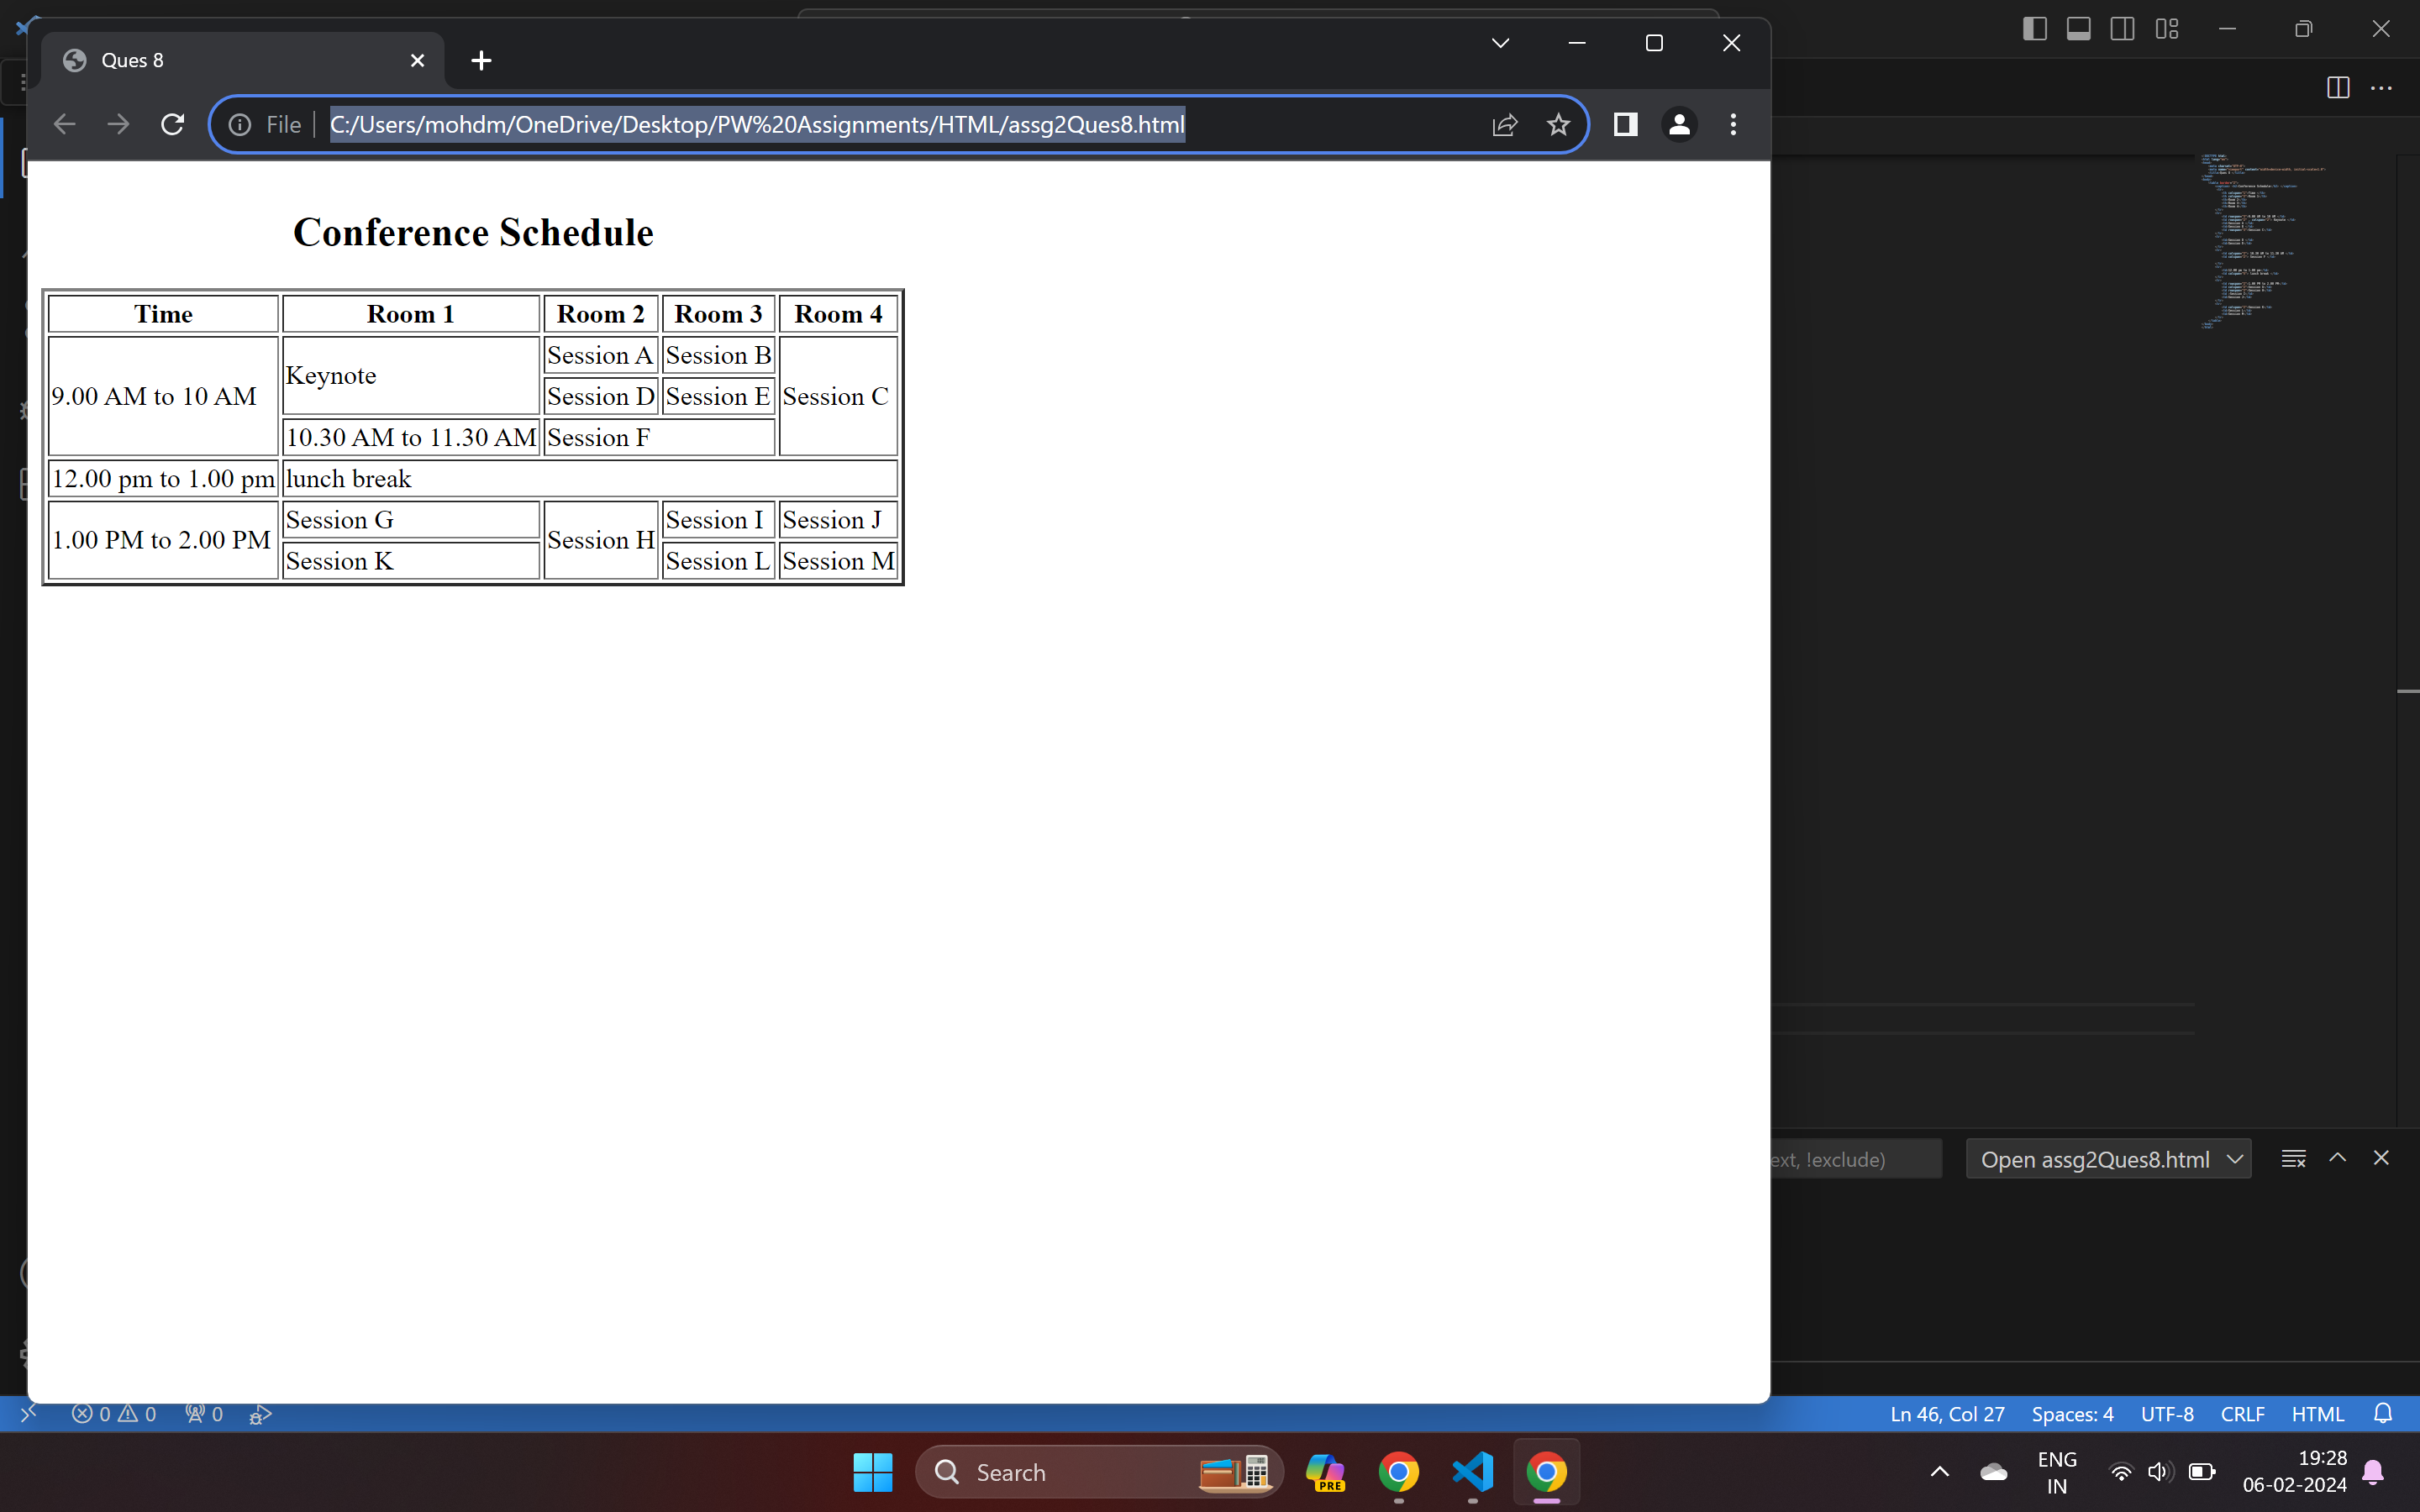 Ques 8
File
C:/Users/mohdm/OneDrive/Desktop/PW%20Assignments/HTML/assg2Ques8.html
Conference Schedule
Time Room 1 Room 2 Room 3 Room 4
9.00 AM to 10 AM Keynote Session A Session B Session C
Session D Session E
10.30 AM to 11.30 AM Session F
12.00 pm to 1.00 pm lunch break
1.00 PM to 2.00 PM Session G Session H Session I Session J
Session K Session L Session M
ext, !exclude) Open assg2Ques8.html
0 0 0 Ln 46, Col 27 Spaces: 4 UTF-8 CRLF HTML
Search
PRE
ENG
IN
19:28
06-02-2024